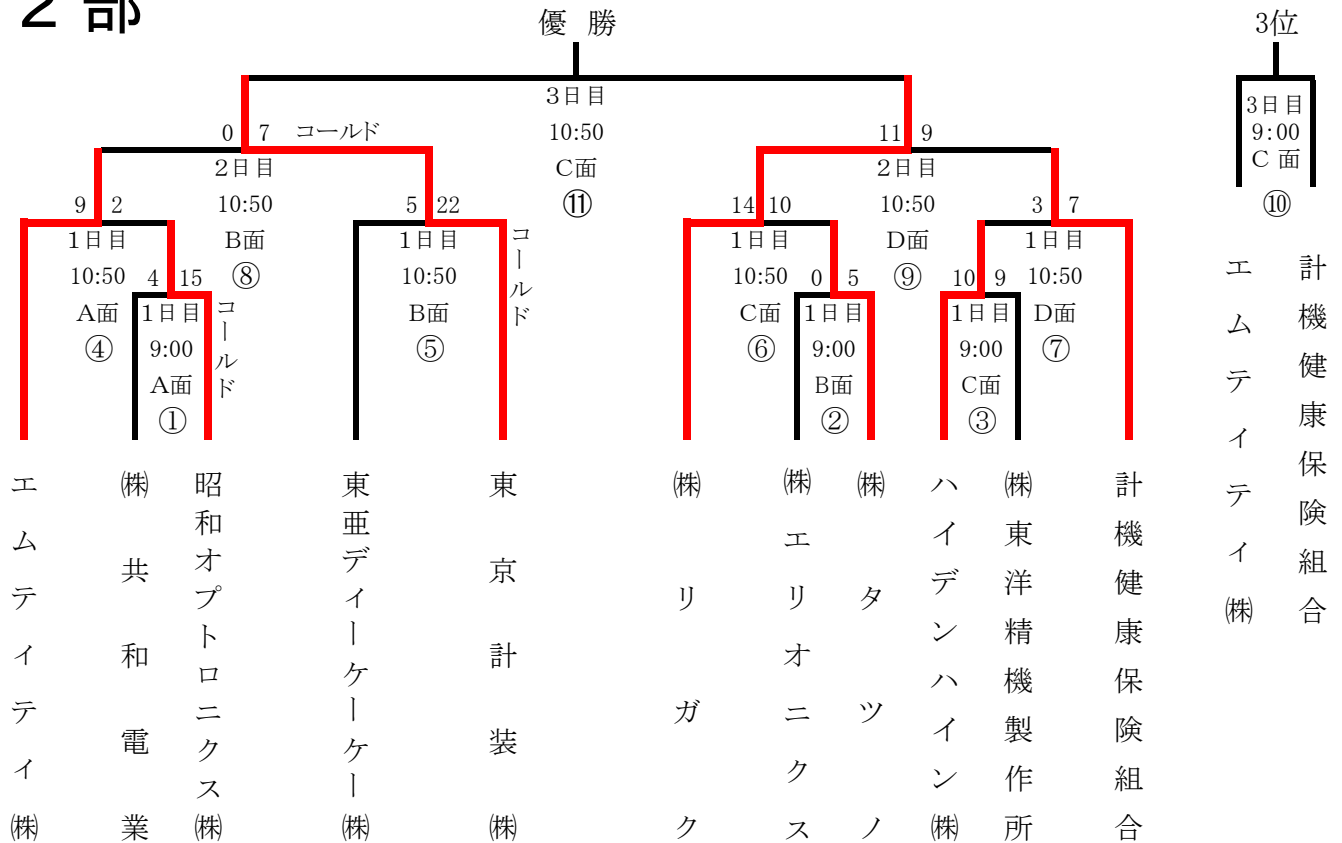 ２部
優 勝
3位
3日目
10:50
C面
⑪
3日目
9:00
C 面
⑩
0 7 コールド
2日目
10:50
B面
⑧
11 9
2日目
10:50
D面
⑨
9 2
1日目
10:50
A面
④
5 22
コールド
1日目
10:50
B面
⑤
14 10
1日目
10:50
C面
⑥
3 7
1日目
10:50
D面
⑦
4 15
コールド
1日目
9:00
A面
①
0 5
1日目
9:00
B面
②
10 9
1日目
9:00
C面
③
エムティイティ㈱
㈱共和電業
昭和オプトロニクス㈱
東亜ディーケーケー㈱
東京計装㈱
㈱リガク
㈱エリオニクス
㈱タツノ
ハイデンハイン㈱
㈱東洋精機製作所
計機健康保険組合
エムティイティ㈱
計機健康保険組合